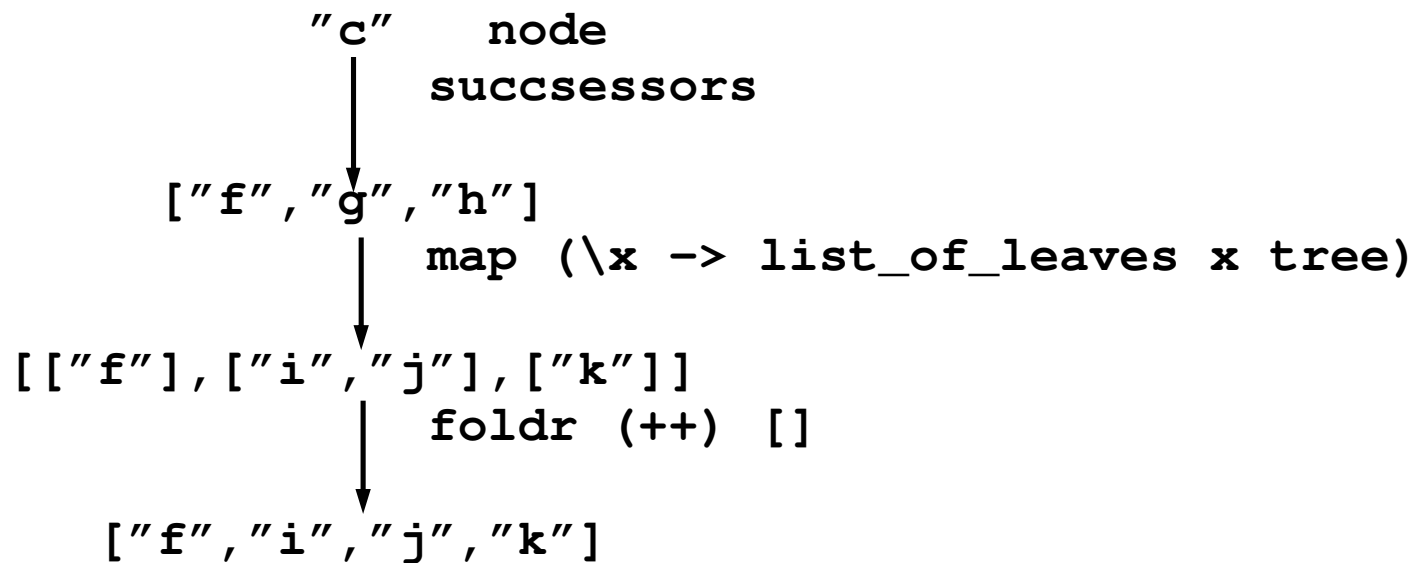 "c" node
succsessors
["f","g","h"]
map (\x -> list_of_leaves x tree)
[["f"],["i","j"],["k"]]
foldr (++) []
["f","i","j","k"]